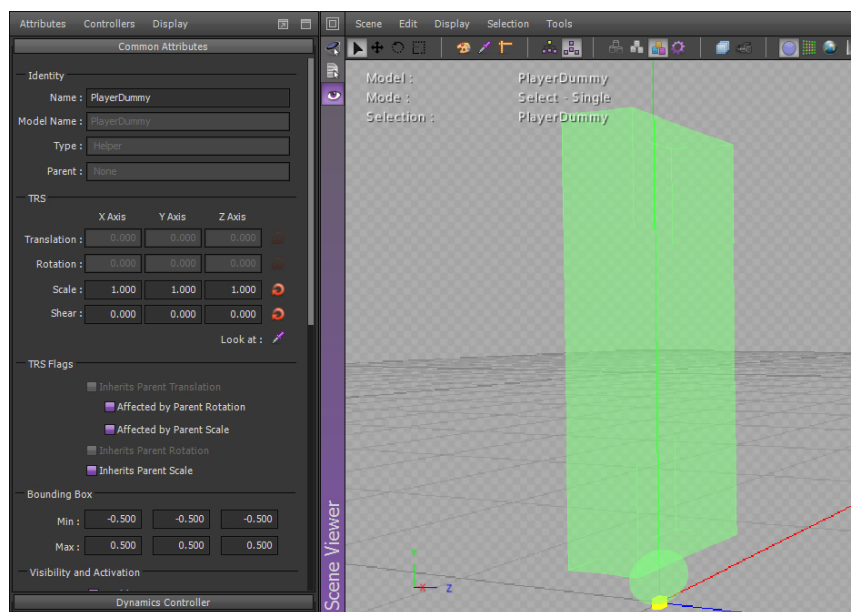 Attributes Controllers Display
Common Attributes
Identity
Name : PlayerDummy
Model Name : PlayerDummy
Type : Helper
Parent : None
TRS
X Axis Y Axis Z Axis
Translation : 0.000 0.000 0.000
Rotation : 0.000 0.000 0.000
Scale : 1.000 1.000 1.000
Shear : 0.000 0.000 0.000
Look at :
TRS Flags
Inherits Parent Translation
Affected by Parent Rotation
Affected by Parent Scale
Inherits Parent Rotation
Inherits Parent Scale
Bounding Box
Min : -0.500 -0.500 -0.500
Max : 0.500 0.500 0.500
Visibility and Activation
Dynamics Controller
Scene Viewer
Scene Edit Display Selection Tools
Model : PlayerDummy
Mode : Select - Single
Selection : PlayerDummy
Y
X Z